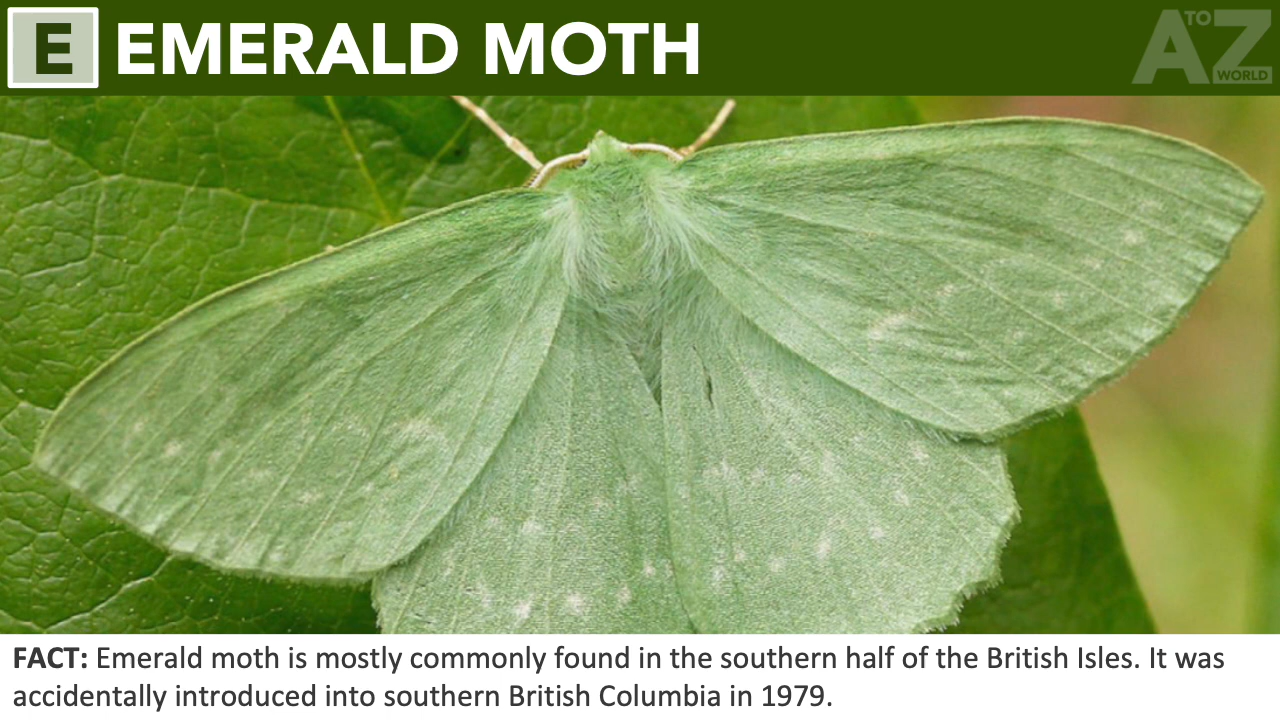 E EMERALD MOTH
A TO Z
WORLD
FACT: Emerald moth is mostly commonly found in the southern half of the British Isles. It was
accidentally introduced into southern British Columbia in 1979.